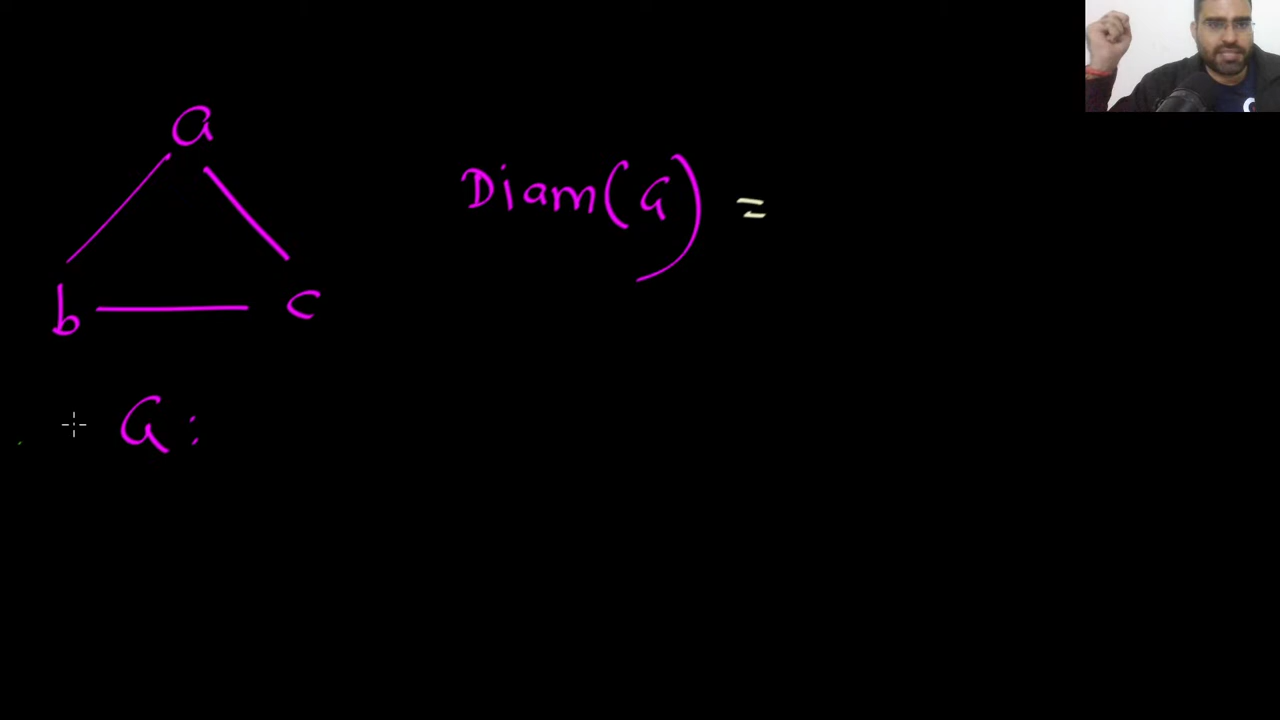 a
Diam(G) =
b c
G :